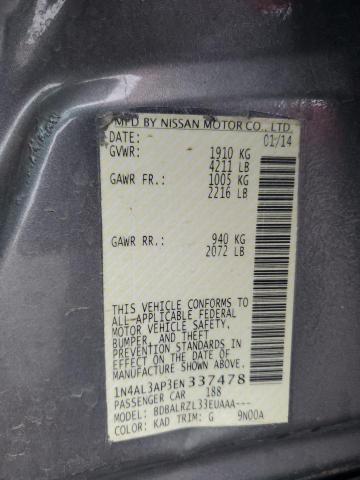 MFD BY NISSAN MOTOR CO., LTD.
DATE: 01/14
GVWR: 1910 KG
4211 LB
GAWR FR.: 1005 KG
2216 LB
GAWR RR.: 940 KG
2072 LB
THIS VEHICLE CONFORMS TO
ALL APPLICABLE FEDERAL
MOTOR VEHICLE SAFETY,
BUMPER, AND THEFT
PREVENTION STANDARDS IN
EFFECT ON THE DATE OF
MANUFACTURE SHOWN ABOVE.
1N4AL3AP3EN 337478
PASSENGER CAR 188
MODEL: BDBALRZL33EUAAA---
COLOR: KAD TRIM: G 9N00A